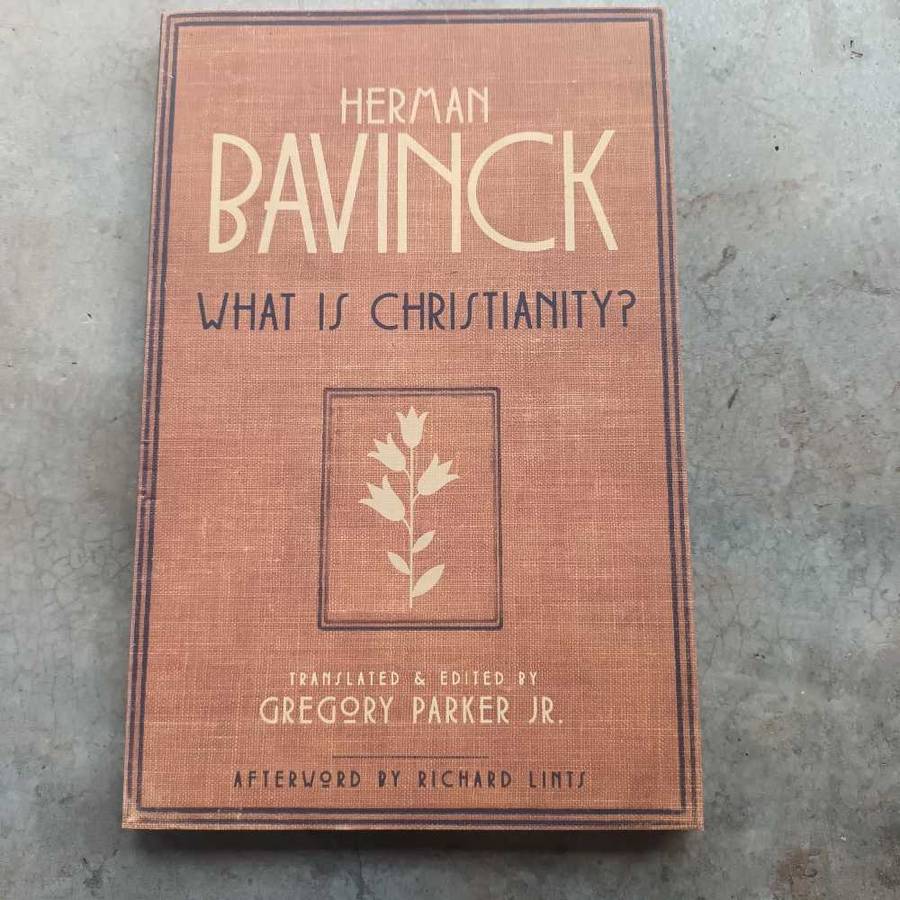 HERMAN
BAVINCK
WHAT IS CHRISTIANITY?
TRANSLATED & EDITED BY
GREGORY PARKER JR.
AFTERWORD BY RICHARD LINTS